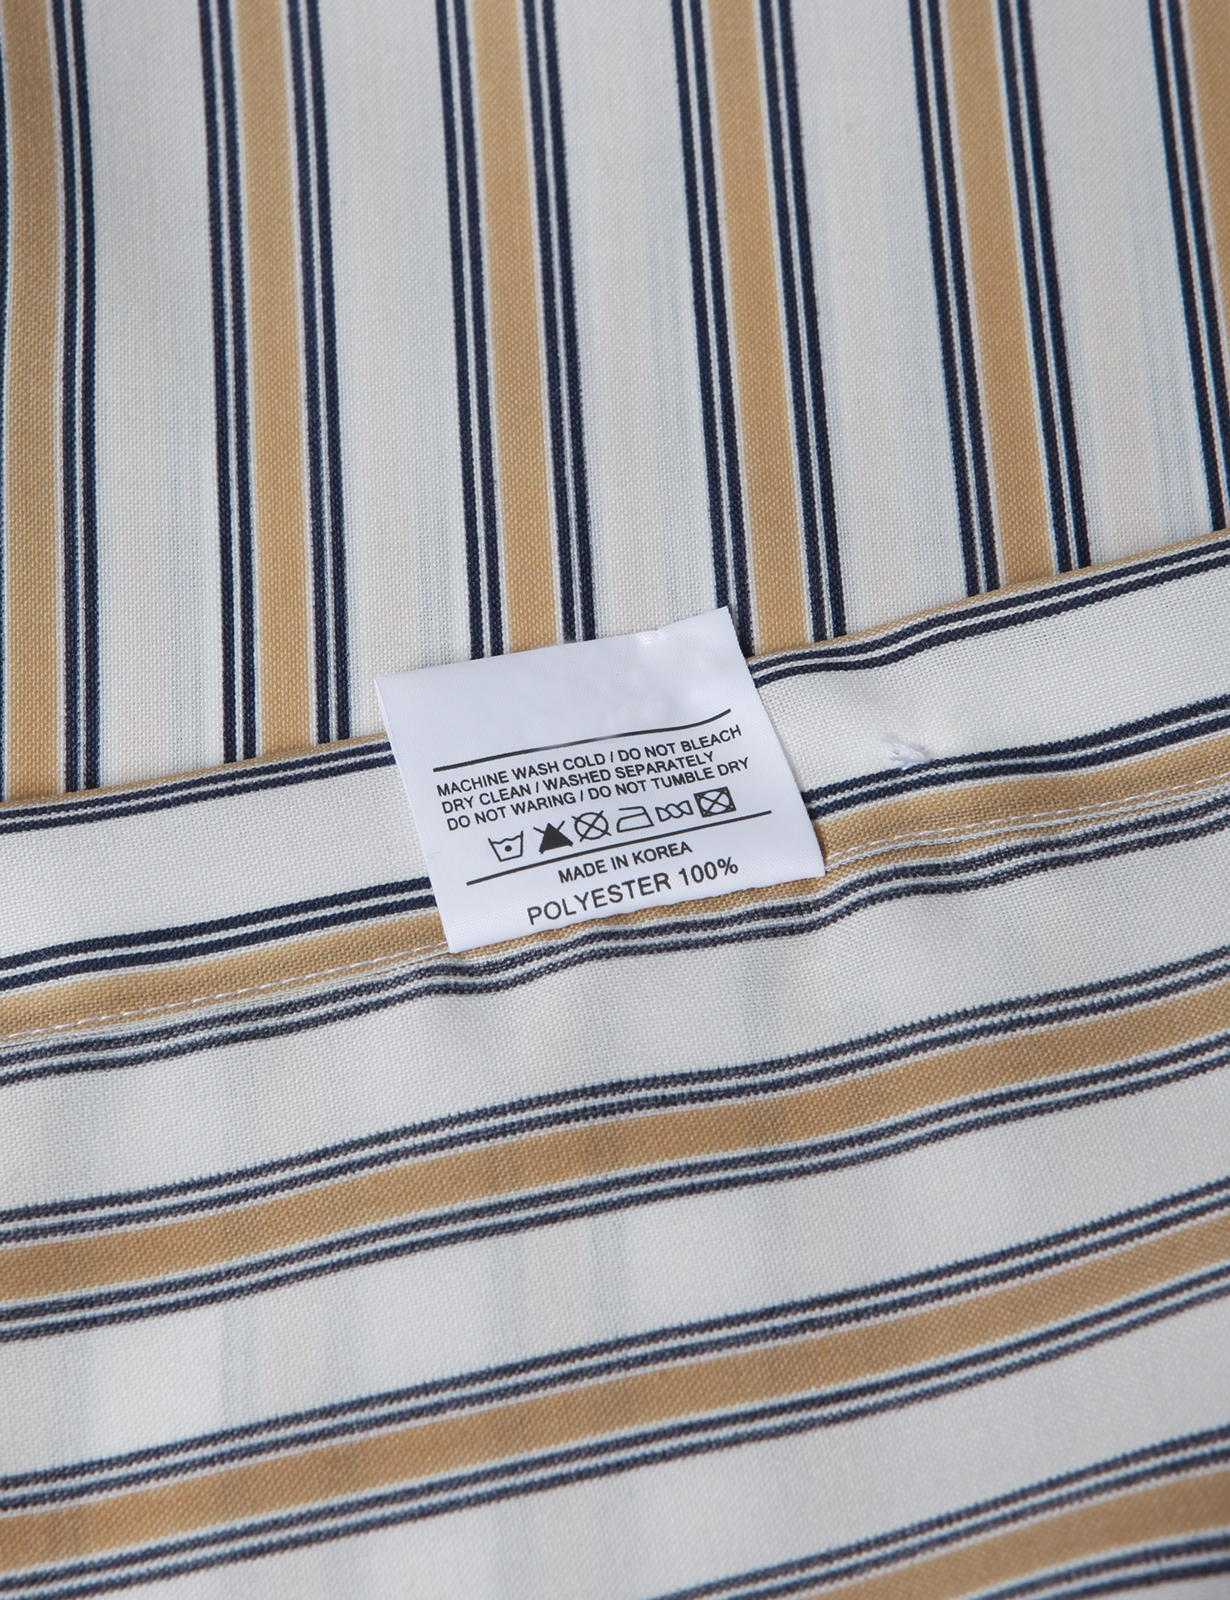 MACHINE WASH COLD / DO NOT BLEACH
DRY CLEAN / WASHED SEPARATELY
DO NOT WARING / DO NOT TUMBLE DRY
MADE IN KOREA
POLYESTER 100%